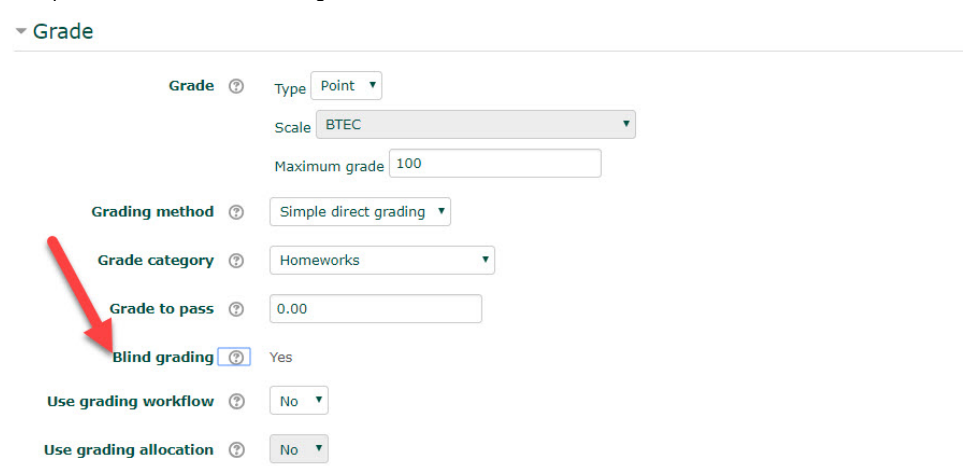 Grade
Grade Type Point
Scale BTEC
Maximum grade 100
Grading method Simple direct grading
Grade category Homeworks
Grade to pass 0.00
Blind grading Yes
Use grading workflow No
Use grading allocation No